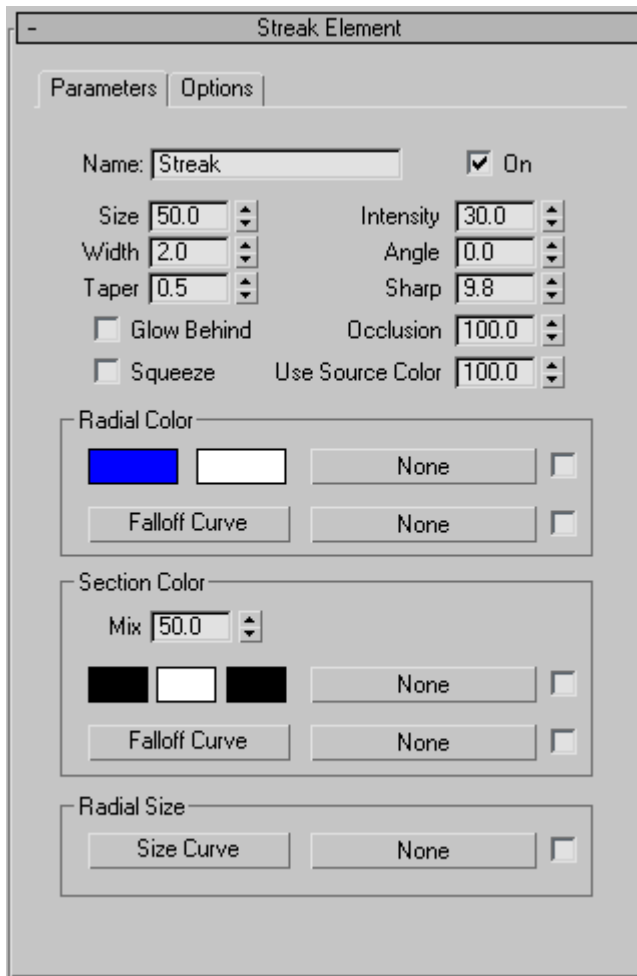 - Streak Element
Parameters Options
Name: Streak On
Size 50.0 Intensity 30.0
Width 2.0 Angle 0.0
Taper 0.5 Sharp 9.8
Glow Behind Occlusion 100.0
Squeeze Use Source Color 100.0
Radial Color
None
Falloff Curve None
Section Color
Mix 50.0
None
Falloff Curve None
Radial Size
Size Curve None